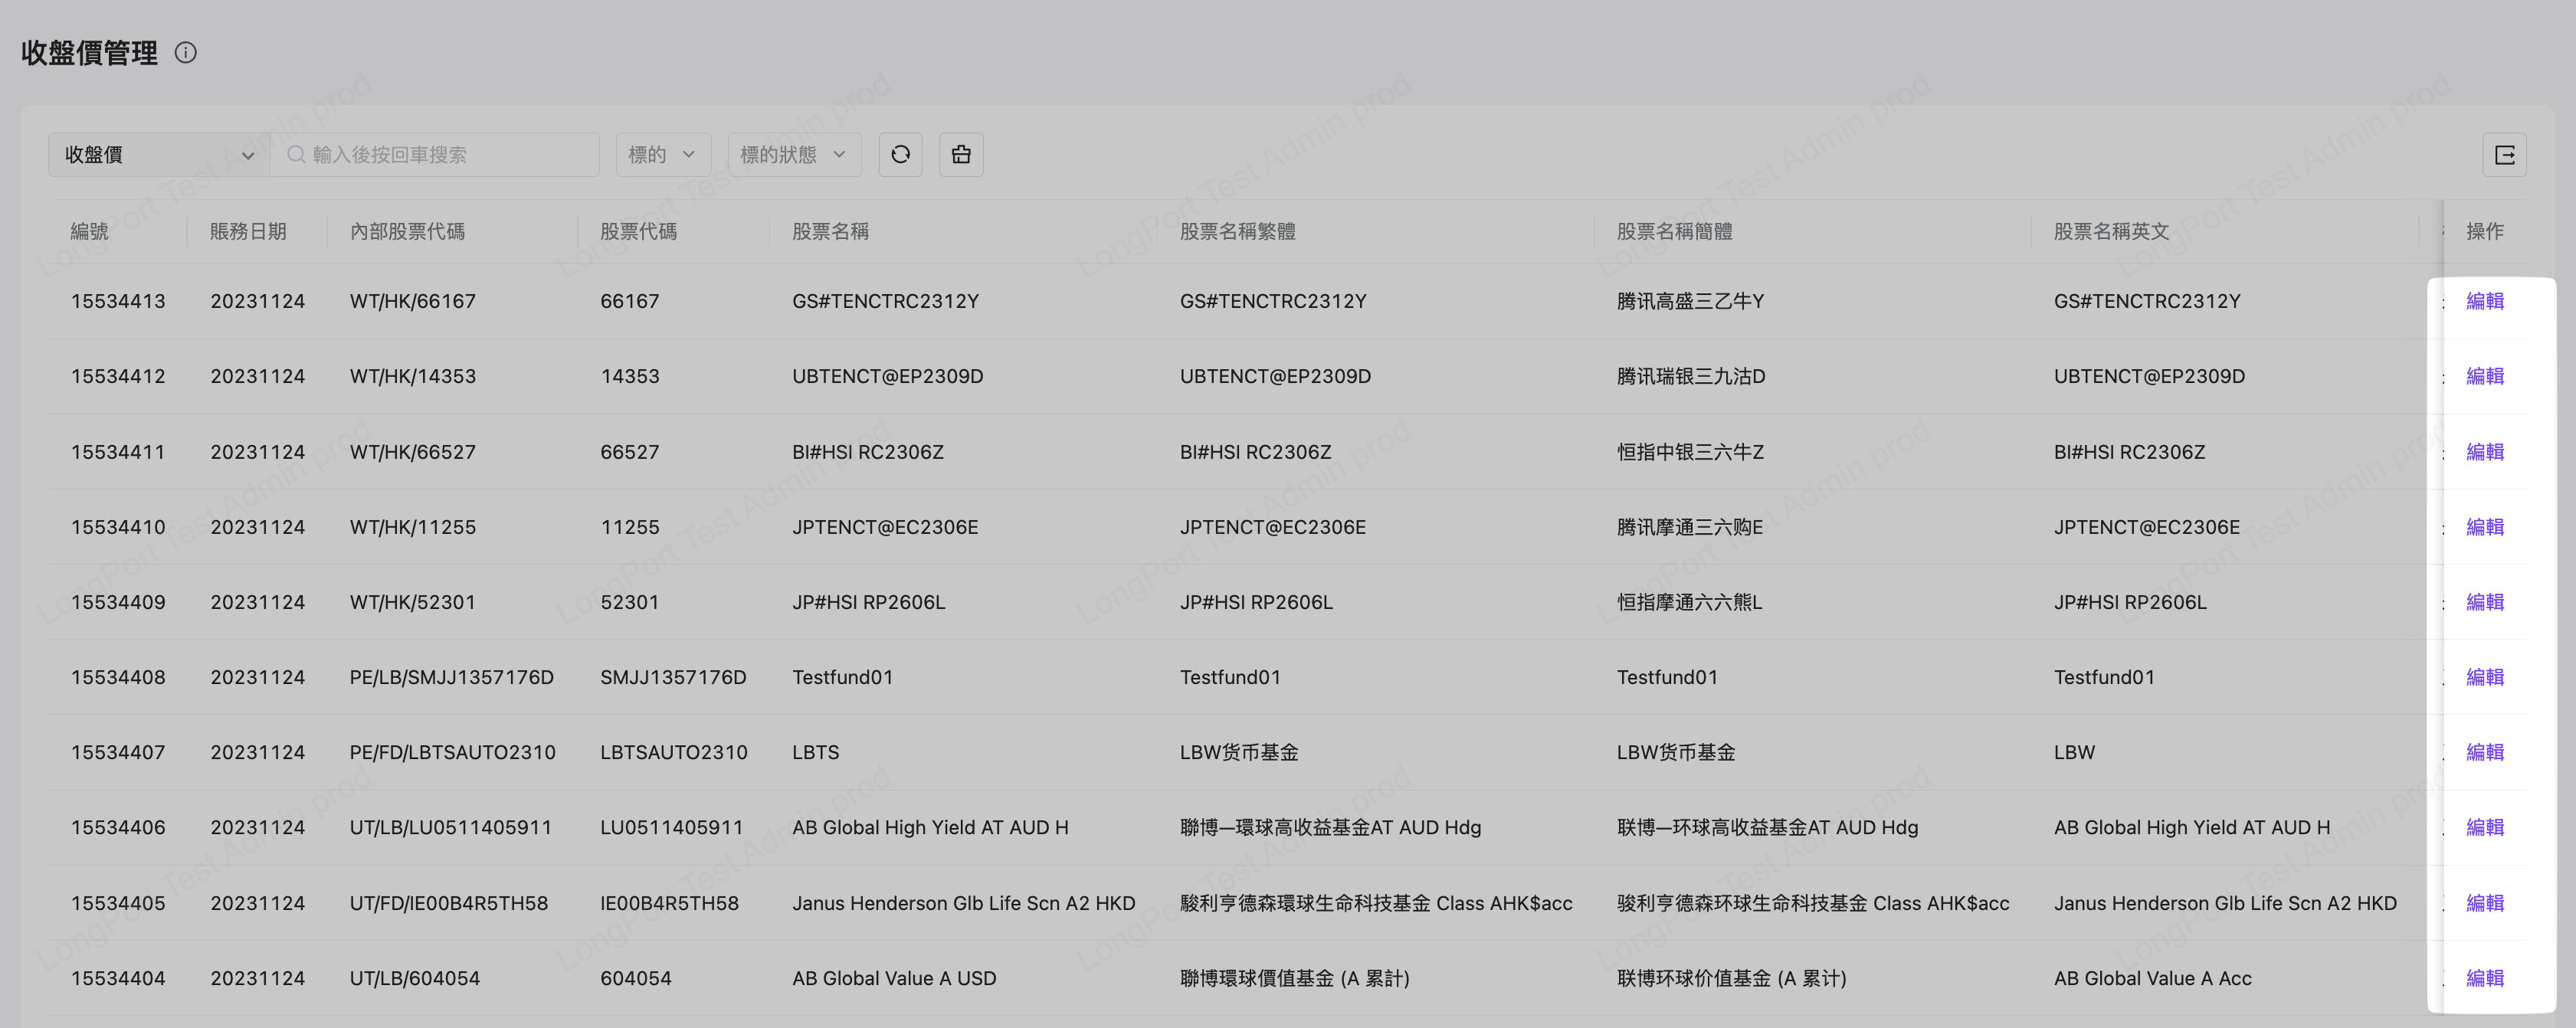 收盤價管理
收盤價 輸入後按回車搜索 標的 標的狀態
編號 賬務日期 內部股票代碼 股票代碼 股票名稱 股票名稱繁體 股票名稱簡體 股票名稱英文 操作
15534413 20231124 WT/HK/66167 66167 GS#TENCTRC2312Y GS#TENCTRC2312Y 腾讯高盛三乙牛Y GS#TENCTRC2312Y 編輯
15534412 20231124 WT/HK/14353 14353 UBTENCT@EP2309D UBTENCT@EP2309D 腾讯瑞银三九沽D UBTENCT@EP2309D 編輯
15534411 20231124 WT/HK/66527 66527 BI#HSI RC2306Z BI#HSI RC2306Z 恒指中银三六牛Z BI#HSI RC2306Z 編輯
15534410 20231124 WT/HK/11255 11255 JPTENCT@EC2306E JPTENCT@EC2306E 腾讯摩通三六购E JPTENCT@EC2306E 編輯
15534409 20231124 WT/HK/52301 52301 JP#HSI RP2606L JP#HSI RP2606L 恒指摩通六六熊L JP#HSI RP2606L 編輯
15534408 20231124 PE/LB/SMJJ1357176D SMJJ1357176D Testfund01 Testfund01 Testfund01 Testfund01 編輯
15534407 20231124 PE/FD/LBTSAUTO2310 LBTSAUTO2310 LBTS LBW货币基金 LBW货币基金 LBW 編輯
15534406 20231124 UT/LB/LU0511405911 LU0511405911 AB Global High Yield AT AUD H 聯博—環球高收益基金AT AUD Hdg 联博—环球高收益基金AT AUD Hdg AB Global High Yield AT AUD H 編輯
15534405 20231124 UT/FD/IE00B4R5TH58 IE00B4R5TH58 Janus Henderson Glb Life Scn A2 HKD 駿利亨德森環球生命科技基金 Class AHK$acc 骏利亨德森环球生命科技基金 Class AHK$acc Janus Henderson Glb Life Scn A2 HKD 編輯
15534404 20231124 UT/LB/604054 604054 AB Global Value A USD 聯博環球價值基金 (A 累計) 联博环球价值基金 (A 累计) AB Global Value A Acc 編輯
LongPort Test Admin prod